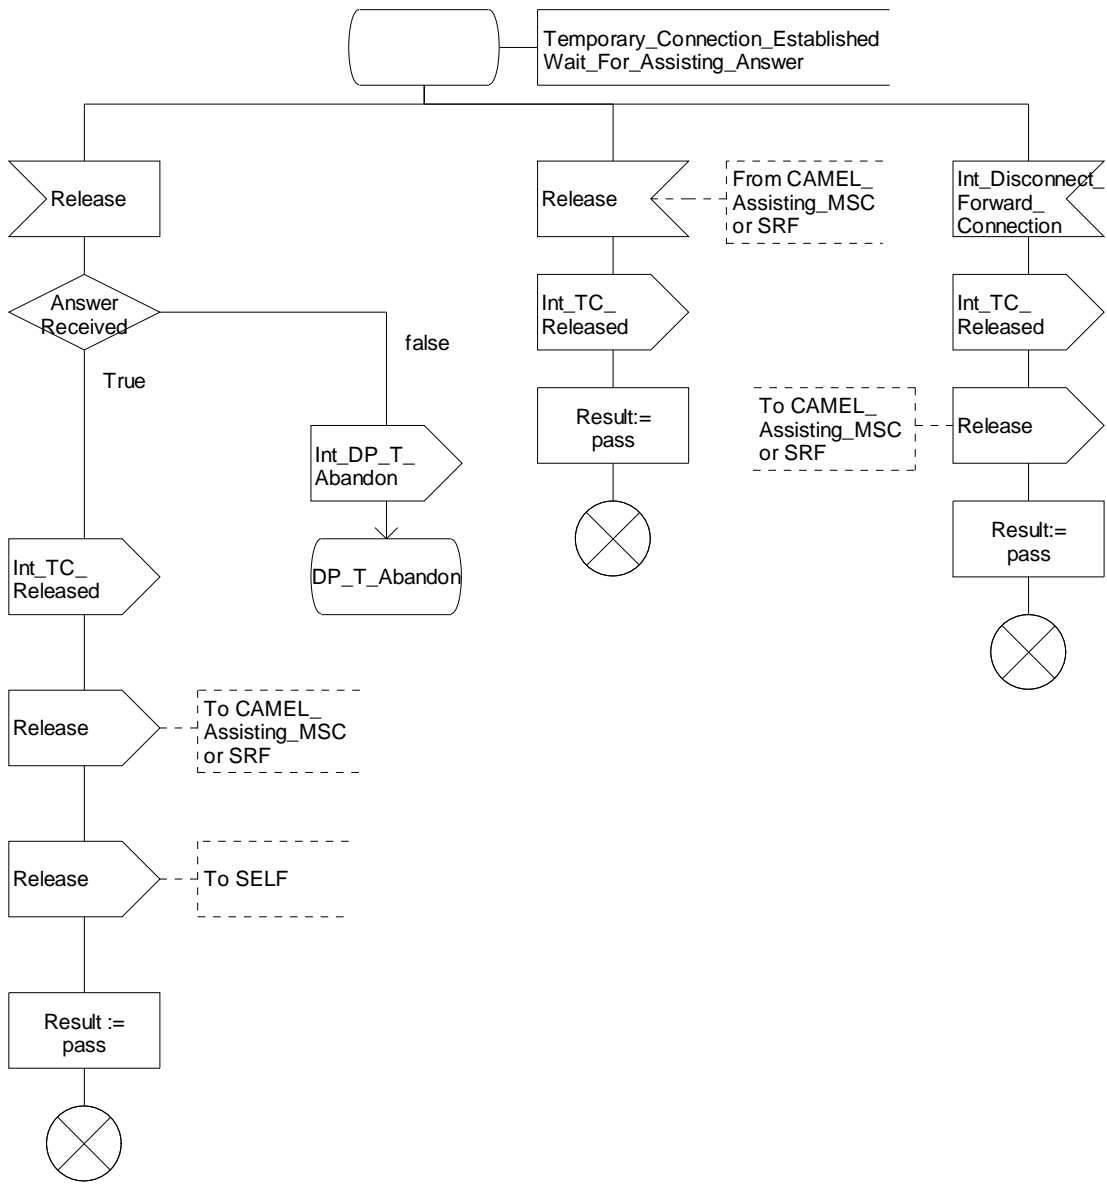 Temporary_Connection_Established
Wait_For_Assisting_Answer
Release
Release
From CAMEL_
Assisting_MSC
or SRF
Int_Disconnect_
Forward_
Connection
Answer
Received
false
True
Int_TC_
Released
Int_TC_
Released
Result:=
pass
To CAMEL_
Assisting_MSC
or SRF
Release
Int_DP_T_
Abandon
Result:=
pass
Int_TC_
Released
DP_T_Abandon
Release
To CAMEL_
Assisting_MSC
or SRF
Release
To SELF
Result :=
pass